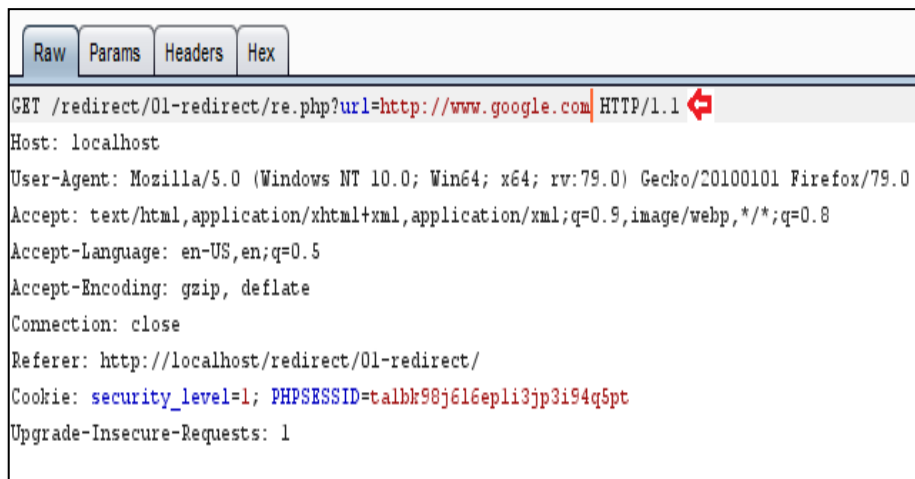 Raw Params Headers Hex
GET /redirect/01-redirect/re.php?url=http://www.google.com HTTP/1.1
Host: localhost
User-Agent: Mozilla/5.0 (Windows NT 10.0; Win64; x64; rv:79.0) Gecko/20100101 Firefox/79.0
Accept: text/html,application/xhtml+xml,application/xml;q=0.9,image/webp,*/*;q=0.8
Accept-Language: en-US,en;q=0.5
Accept-Encoding: gzip, deflate
Connection: close
Referer: http://localhost/redirect/01-redirect/
Cookie: security_level=1; PHPSESSID=talbk98j6l6epli3jp3i94q5pt
Upgrade-Insecure-Requests: 1